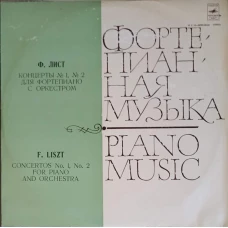 Ф. ЛИСТ
КОНЦЕРТЫ № 1, № 2
ДЛЯ ФОРТЕПИАНО
С ОРКЕСТРОМ
F. LISZT
CONCERTOS No. 1, No. 2
FOR PIANO
AND ORCHESTRA
ФОРТЕ-
ПИАН-
НАЯ
МУЗЫКА
PIANO
MUSIC